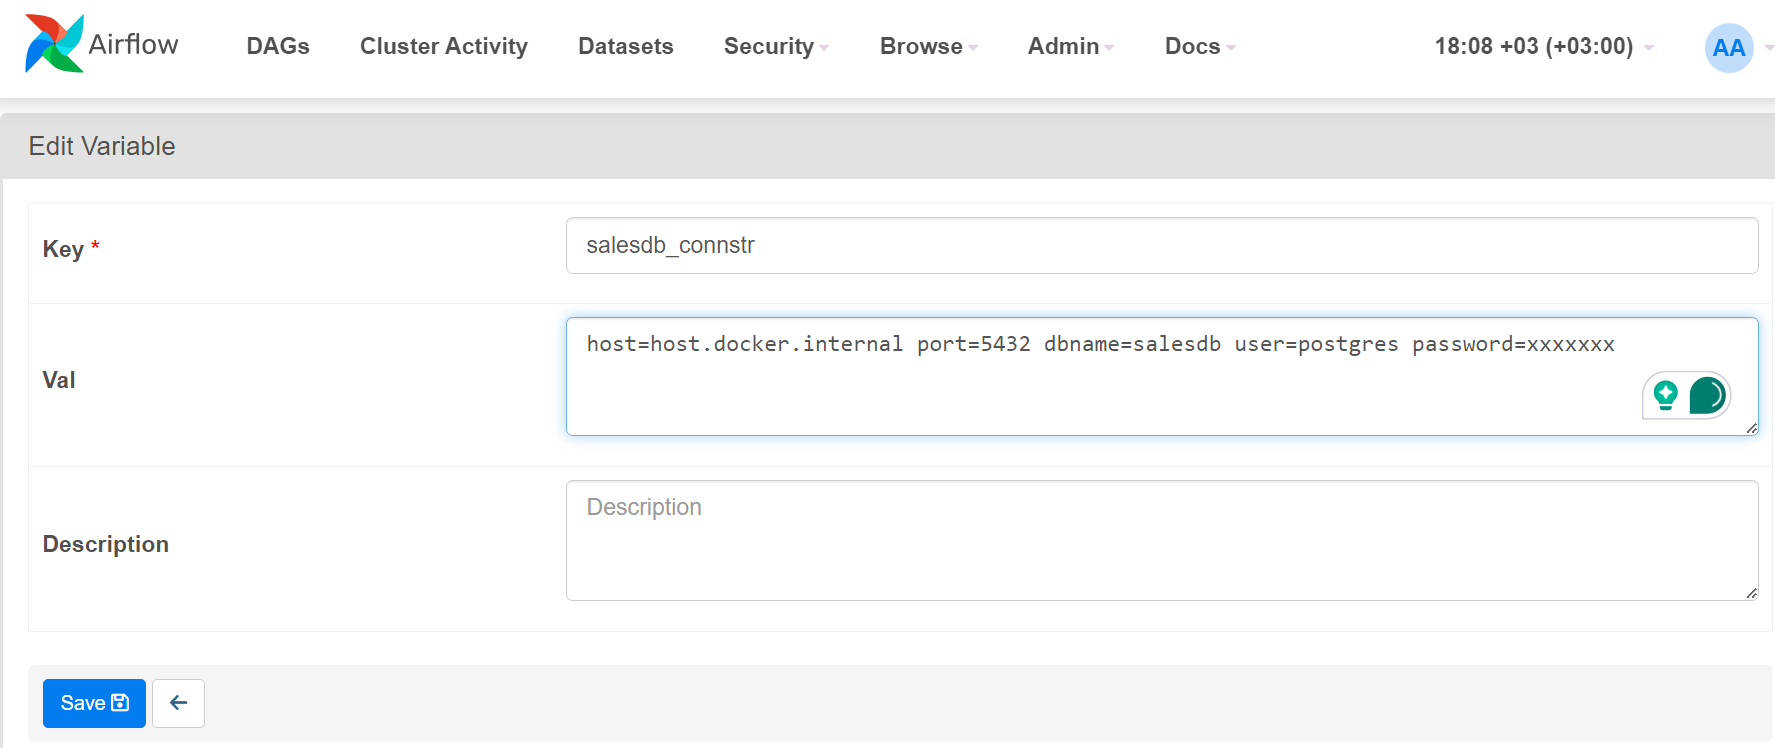 Airflow DAGs Cluster Activity Datasets Security Browse Admin Docs 18:08 +03 (+03:00) AA
Edit Variable
Key * salesdb_connstr
Val host=host.docker.internal port=5432 dbname=salesdb user=postgres password=xxxxxxx
Description Description
Save